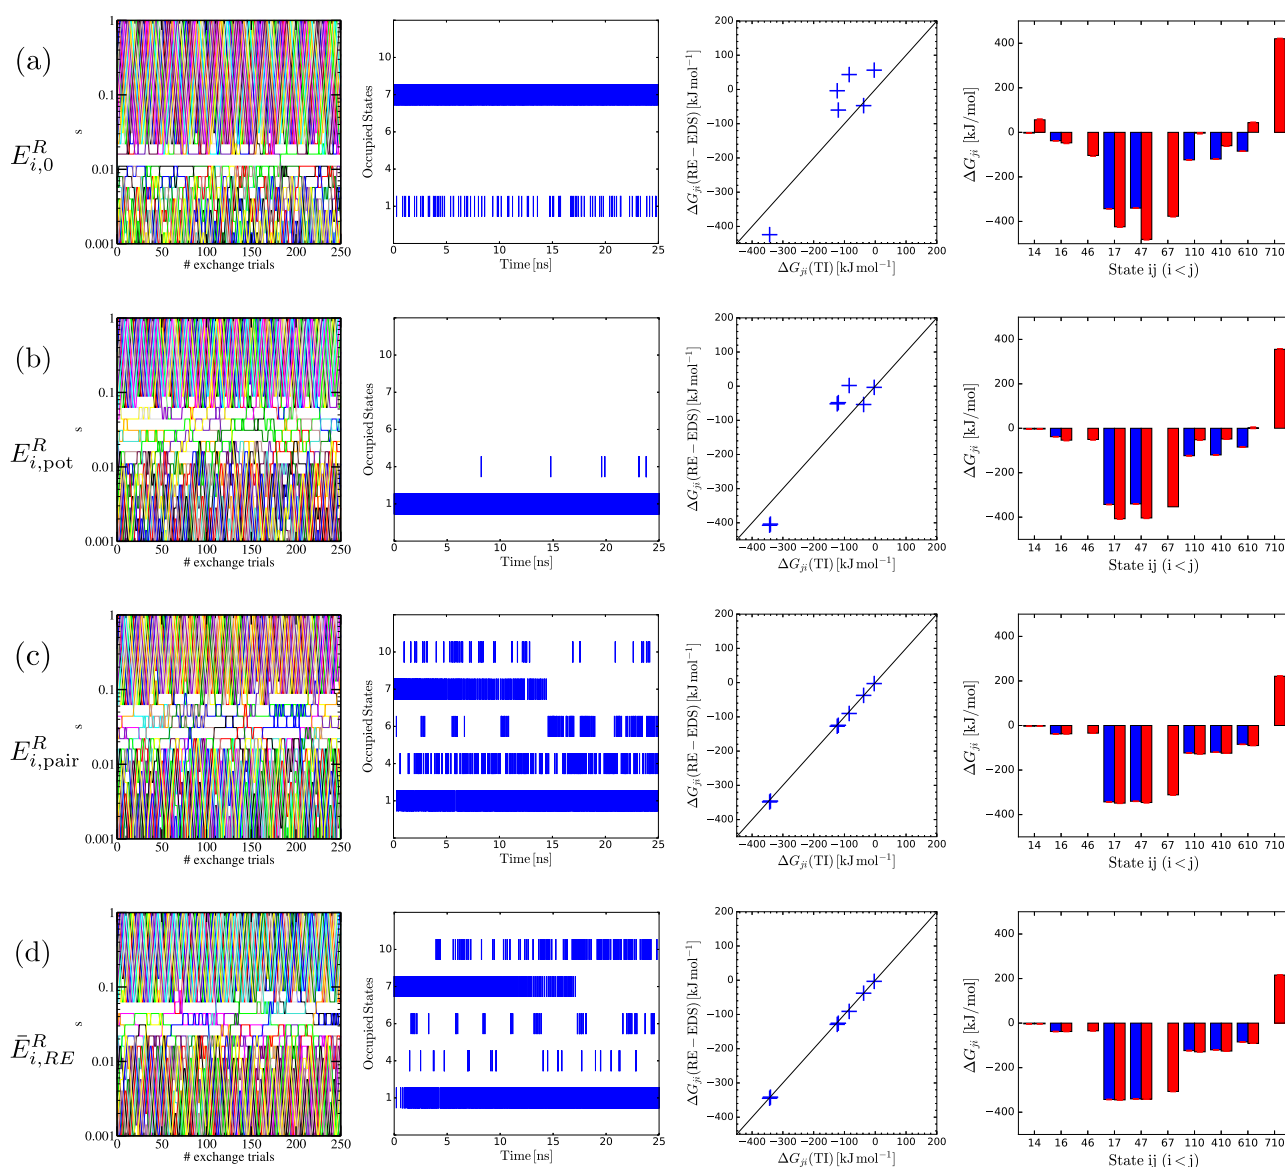 (a)
E^R_{i,0}
1
0.1
0.01
0.001
s
0 50 100 150 200 250
# exchange trials
Occupied States
10
7
6
4
1
0 5 10 15 20 25
Time [ns]
ΔG_{ji}(RE − EDS) [kJ mol⁻¹]
200
100
0
−100
−200
−300
−400
−400 −300 −200 −100 0 100 200
ΔG_{ji}(TI) [kJ mol⁻¹]
ΔG_{ji} [kJ/mol]
400
200
0
−200
−400
14 16 46 17 47 67 110 410 610 710
State ij (i < j)
(b)
E^R_{i,pot}
1
0.1
0.01
0.001
s
0 50 100 150 200 250
# exchange trials
Occupied States
10
7
6
4
1
0 5 10 15 20 25
Time [ns]
ΔG_{ji}(RE − EDS) [kJ mol⁻¹]
200
100
0
−100
−200
−300
−400
−400 −300 −200 −100 0 100 200
ΔG_{ji}(TI) [kJ mol⁻¹]
ΔG_{ji} [kJ/mol]
400
200
0
−200
−400
14 16 46 17 47 67 110 410 610 710
State ij (i < j)
(c)
E^R_{i,pair}
1
0.1
0.01
0.001
s
0 50 100 150 200 250
# exchange trials
Occupied States
10
7
6
4
1
0 5 10 15 20 25
Time [ns]
ΔG_{ji}(RE − EDS) [kJ mol⁻¹]
200
100
0
−100
−200
−300
−400
−400 −300 −200 −100 0 100 200
ΔG_{ji}(TI) [kJ mol⁻¹]
ΔG_{ji} [kJ/mol]
400
200
0
−200
−400
14 16 46 17 47 67 110 410 610 710
State ij (i < j)
(d)
Ē^R_{i,RE}
1
0.1
0.01
0.001
s
0 50 100 150 200 250
# exchange trials
Occupied States
10
7
6
4
1
0 5 10 15 20 25
Time [ns]
ΔG_{ji}(RE − EDS) [kJ mol⁻¹]
200
100
0
−100
−200
−300
−400
−400 −300 −200 −100 0 100 200
ΔG_{ji}(TI) [kJ mol⁻¹]
ΔG_{ji} [kJ/mol]
400
200
0
−200
−400
14 16 46 17 47 67 110 410 610 710
State ij (i < j)